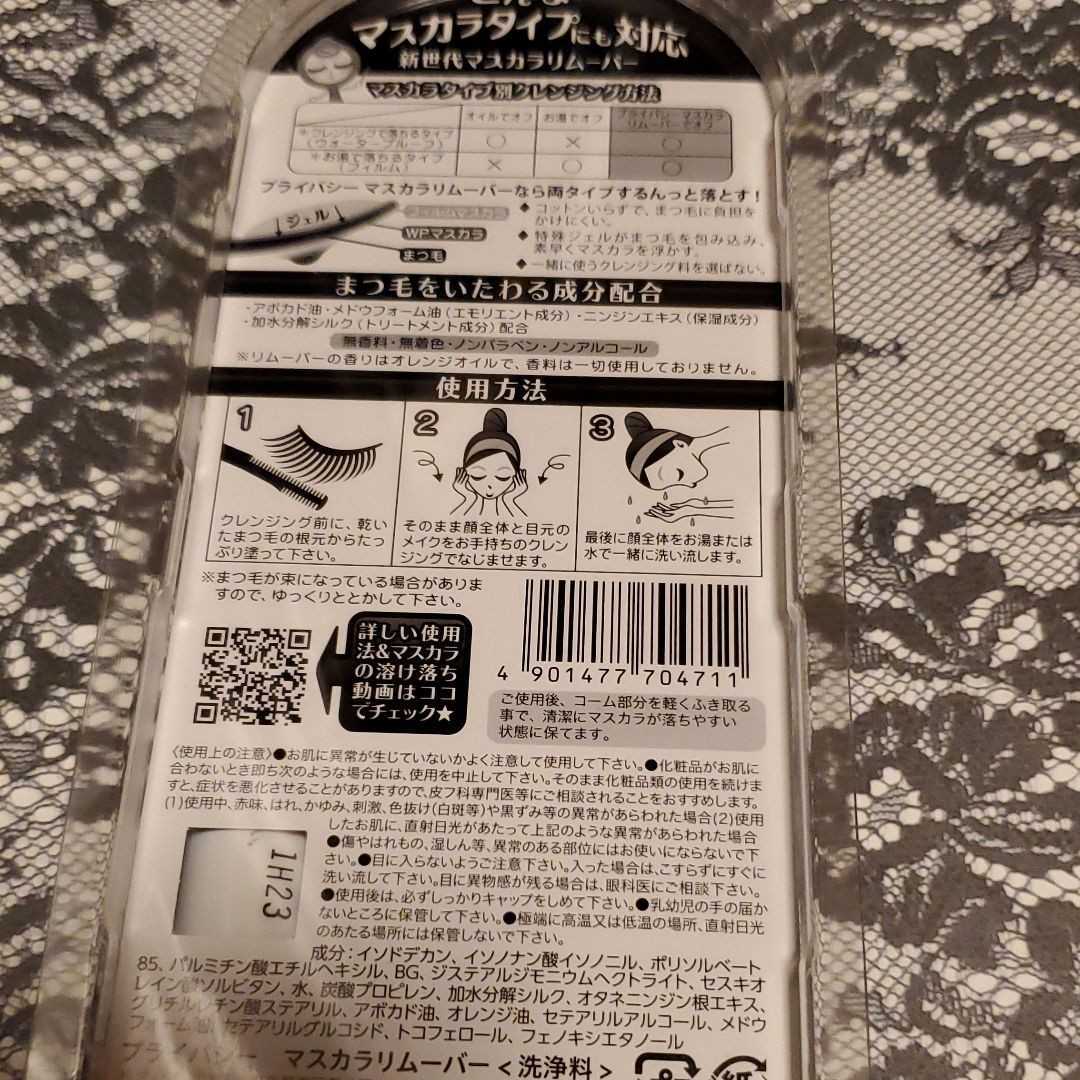 どんな
マスカラタイプにも対応
新世代マスカラリムーバー
マスカラタイプ別クレンジング方法
オイルでオフ お湯でオフ プライバシー マスカラ
リムーバーでオフ
※クレンジングで落ちるタイプ
(ウォータープルーフ) ○ × ○
※お湯で落ちるタイプ
(フィルム) × ○ ○
プライバシー マスカラリムーバーなら両タイプするんっと落とす!
ジェル
フィルムマスカラ
WPマスカラ
まつ毛
◆コットンいらずで、まつ毛に負担を
かけにくい。
◆特殊ジェルがまつ毛を包み込み、
素早くマスカラを浮かす。
◆一緒に使うクレンジング料を選ばない。
まつ毛をいたわる成分配合
・アボカド油・メドウフォーム油(エモリエント成分)・ニンジンエキス(保湿成分)
・加水分解シルク(トリートメント成分)配合
無香料・無着色・ノンパラベン・ノンアルコール
※リムーバーの香りはオレンジオイルで、香料は一切使用しておりません。
使用方法
1
クレンジング前に、乾い
たまつ毛の根元からたっ
ぷり塗って下さい。
2
そのまま顔全体と目元の
メイクをお手持ちのクレン
ジングでなじませます。
3
最後に顔全体をお湯または
水で一緒に洗い流します。
※まつ毛が束になっている場合がありま
すので、ゆっくりととかして下さい。
詳しい使用
法&マスカラ
の溶け落ち
動画はココ
でチェック★
4 901477 704711
ご使用後、コーム部分を軽くふき取る
事で、清潔にマスカラが落ちやすい
状態に保てます。
〈使用上の注意〉●お肌に異常が生じていないかよく注意して使用して下さい。●化粧品がお肌に
合わないとき即ち次のような場合には、使用を中止して下さい。そのまま化粧品類の使用を続けま
すと、症状を悪化させることがありますので、皮フ科専門医等にご相談されることをおすすめします。
(1)使用中、赤味、はれ、かゆみ、刺激、色抜け(白斑等)や黒ずみ等の異常があらわれた場合(2)使用
したお肌に、直射日光があたって上記のような異常があらわれた場合
●傷やはれもの、湿しん等、異常のある部位にはお使いにならないで下
さい。●目に入らないようご注意下さい。入った場合は、こすらずにすぐに
洗い流して下さい。目に異物感が残る場合は、眼科医にご相談下さい。
●使用後は、必ずしっかりキャップをしめて下さい。●乳幼児の手の届か
ないところに保管して下さい。●極端に高温又は低温の場所、直射日光
のあたる場所には保管しないで下さい。
1H23
成分:イソドデカン、イソノナン酸イソノニル、ポリソルベート
85、パルミチン酸エチルヘキシル、BG、ジステアルジモニウムヘクトライト、セスキオ
レイン酸ソルビタン、水、炭酸プロピレン、加水分解シルク、オタネニンジン根エキス、
グリチルレチン酸ステアリル、アボカド油、オレンジ油、セテアリルアルコール、メドウ
フォーム油、セテアリルグルコシド、トコフェロール、フェノキシエタノール
プライバシー マスカラリムーバー<洗浄料>
紙